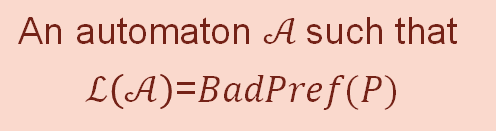 An automaton 𝒜 such that
ℒ(𝒜)=BadPref(P)